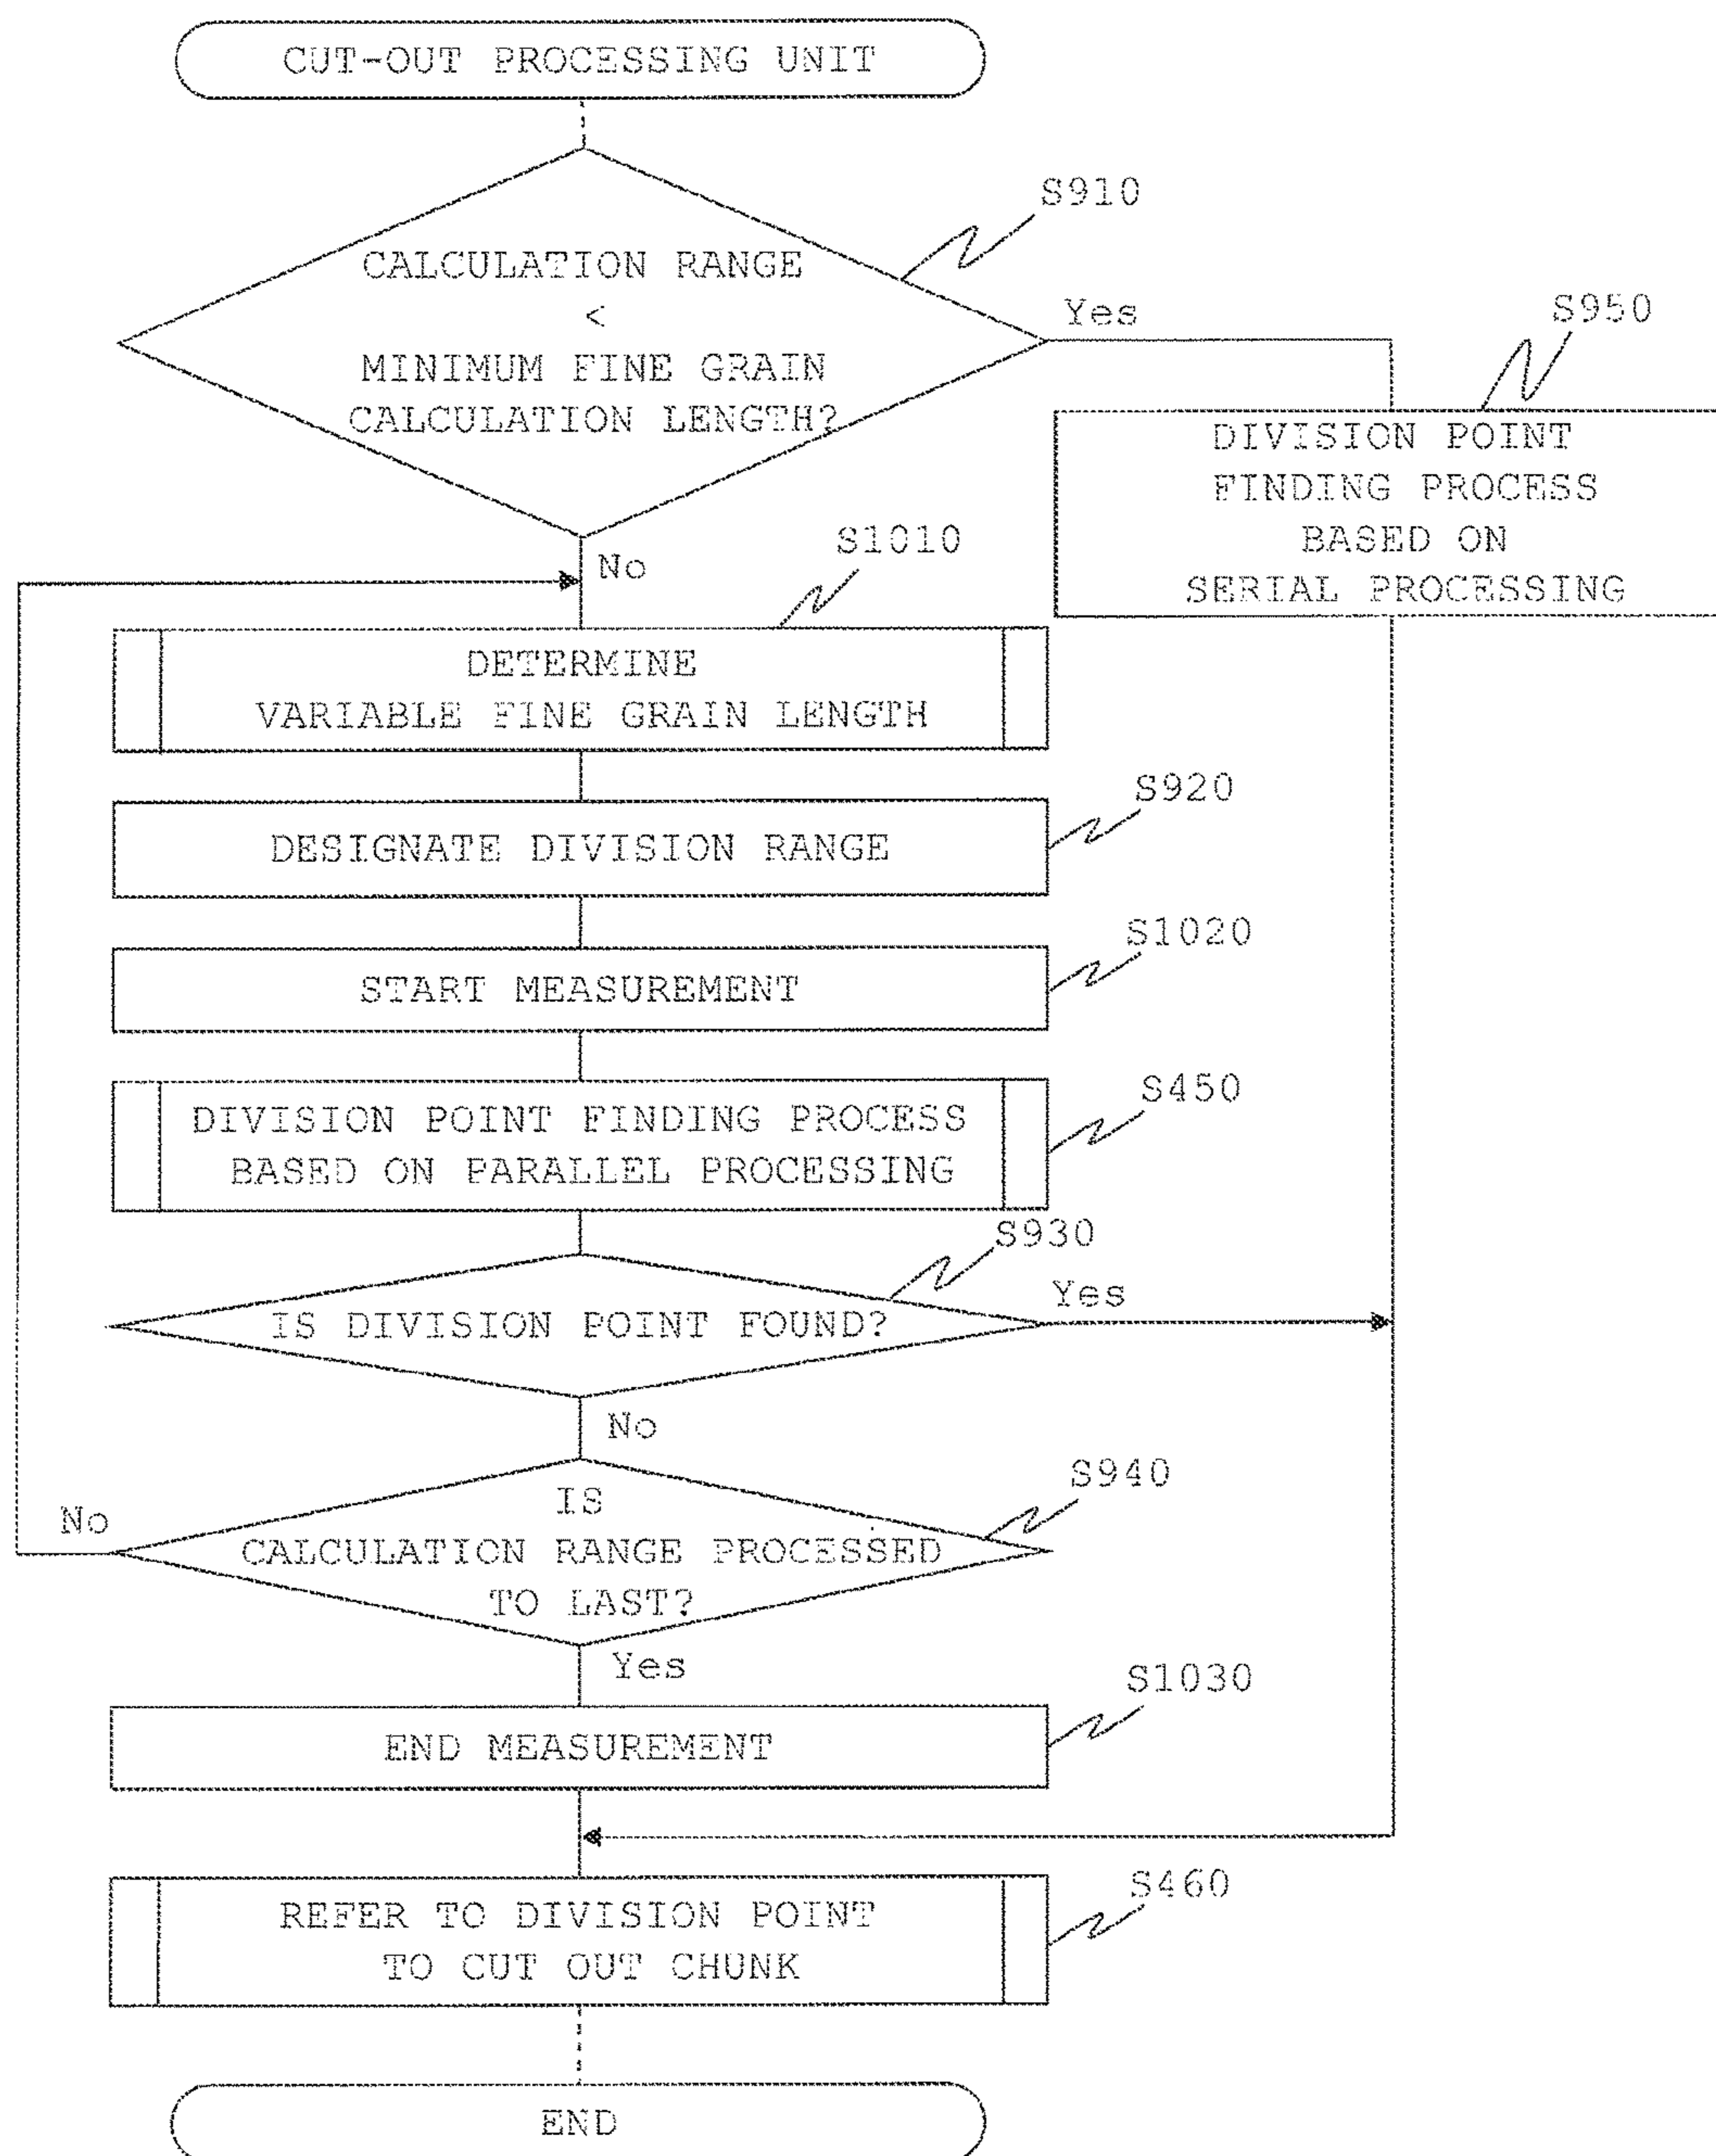 CUT-OUT PROCESSING UNIT
S910
CALCULATION RANGE
<
MINIMUM FINE GRAIN
CALCULATION LENGTH?
Yes
S950
DIVISION POINT
FINDING PROCESS
BASED ON
SERIAL PROCESSING
No
S1010
DETERMINE
VARIABLE FINE GRAIN LENGTH
S920
DESIGNATE DIVISION RANGE
S1020
START MEASUREMENT
S450
DIVISION POINT FINDING PROCESS
BASED ON PARALLEL PROCESSING
S930
IS DIVISION POINT FOUND?
Yes
No
S940
IS
CALCULATION RANGE PROCESSED
TO LAST?
No
Yes
S1030
END MEASUREMENT
S460
REFER TO DIVISION POINT
TO CUT OUT CHUNK
END